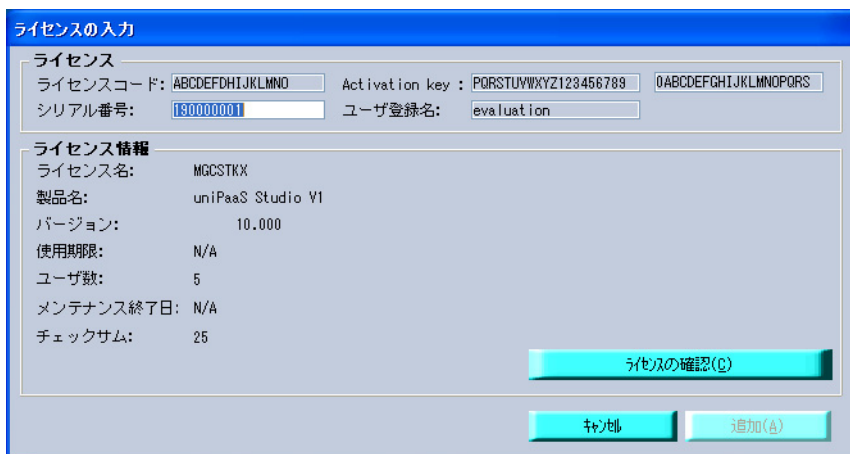 ライセンスの入力
ライセンス
ライセンスコード: ABCDEFDHIJKLMNO Activation key : PQRSTUYWXYZ123456789 0ABCDEFGHIJKLMNOPQRS
シリアル番号: 190000001 ユーザ登録名: evaluation
ライセンス情報
ライセンス名: MGCSTKX
製品名: uniPaaS Studio V1
バージョン: 10.000
使用期限: N/A
ユーザ数: 5
メンテナンス終了日: N/A
チェックサム: 25
ライセンスの確認(C)
キャンセル 追加(A)